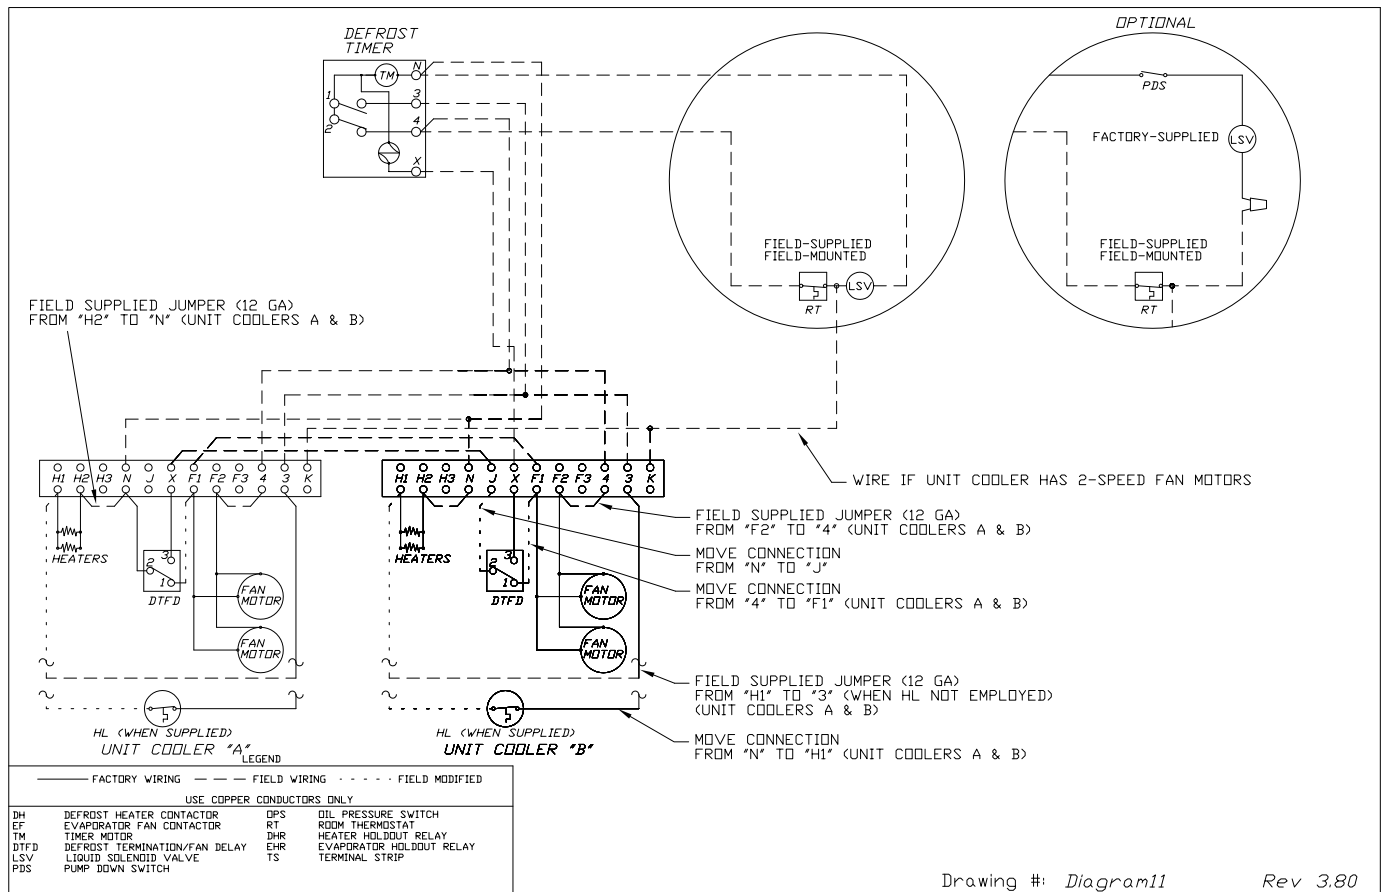 DEFROST
TIMER
OPTIONAL
TM
N
1
3
2
4
X
PDS
FACTORY-SUPPLIED
LSV
FIELD-SUPPLIED
FIELD-MOUNTED
LSV
RT
FIELD-SUPPLIED
FIELD-MOUNTED
RT
FIELD SUPPLIED JUMPER (12 GA)
FROM "H2" TO "N" (UNIT COOLERS A & B)
H1 H2 H3 N J X F1 F2 F3 4 3 K
H1 H2 H3 N J X F1 F2 F3 4 3 K
WIRE IF UNIT COOLER HAS 2-SPEED FAN MOTORS
HEATERS
2
3
1
DTFD
FAN
MOTOR
FAN
MOTOR
HEATERS
2
3
1
DTFD
FAN
MOTOR
FAN
MOTOR
FIELD SUPPLIED JUMPER (12 GA)
FROM "F2" TO "4" (UNIT COOLERS A & B)
MOVE CONNECTION
FROM "N" TO "J"
MOVE CONNECTION
FROM "4" TO "F1" (UNIT COOLERS A & B)
FIELD SUPPLIED JUMPER (12 GA)
FROM "H1" TO "3" (WHEN HL NOT EMPLOYED)
(UNIT COOLERS A & B)
MOVE CONNECTION
FROM "N" TO "H1" (UNIT COOLERS A & B)
HL (WHEN SUPPLIED)
UNIT COOLER "A"
HL (WHEN SUPPLIED)
UNIT COOLER "B"
LEGEND
FACTORY WIRING FIELD WIRING FIELD MODIFIED
USE COPPER CONDUCTORS ONLY
DH DEFROST HEATER CONTACTOR OPS OIL PRESSURE SWITCH
EF EVAPORATOR FAN CONTACTOR RT ROOM THERMOSTAT
TM TIMER MOTOR DHR HEATER HOLDOUT RELAY
DTFD DEFROST TERMINATION/FAN DELAY EHR EVAPORATOR HOLDOUT RELAY
LSV LIQUID SOLENOID VALVE TS TERMINAL STRIP
PDS PUMP DOWN SWITCH
Drawing #: Diagram11 Rev 3.80